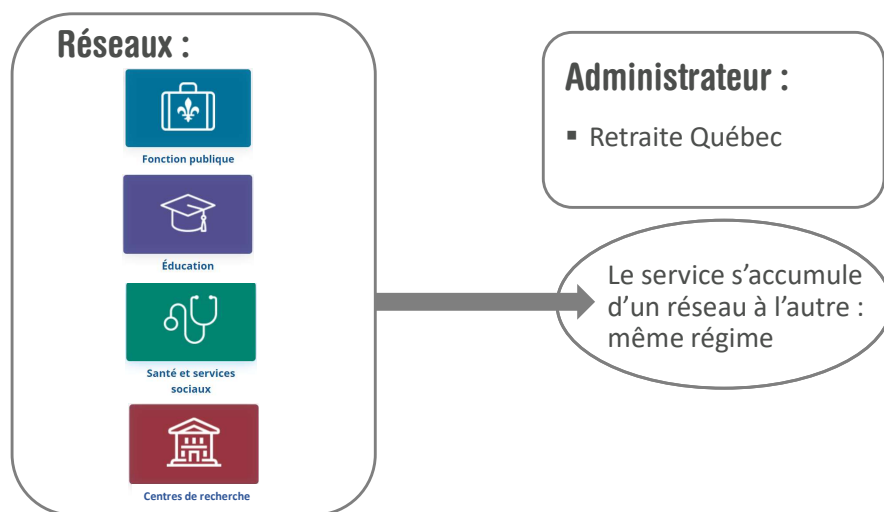 Réseaux :
Fonction publique
Éducation
Santé et services
sociaux
Centres de recherche
Administrateur :
▪ Retraite Québec
Le service s’accumule
d’un réseau à l’autre :
même régime